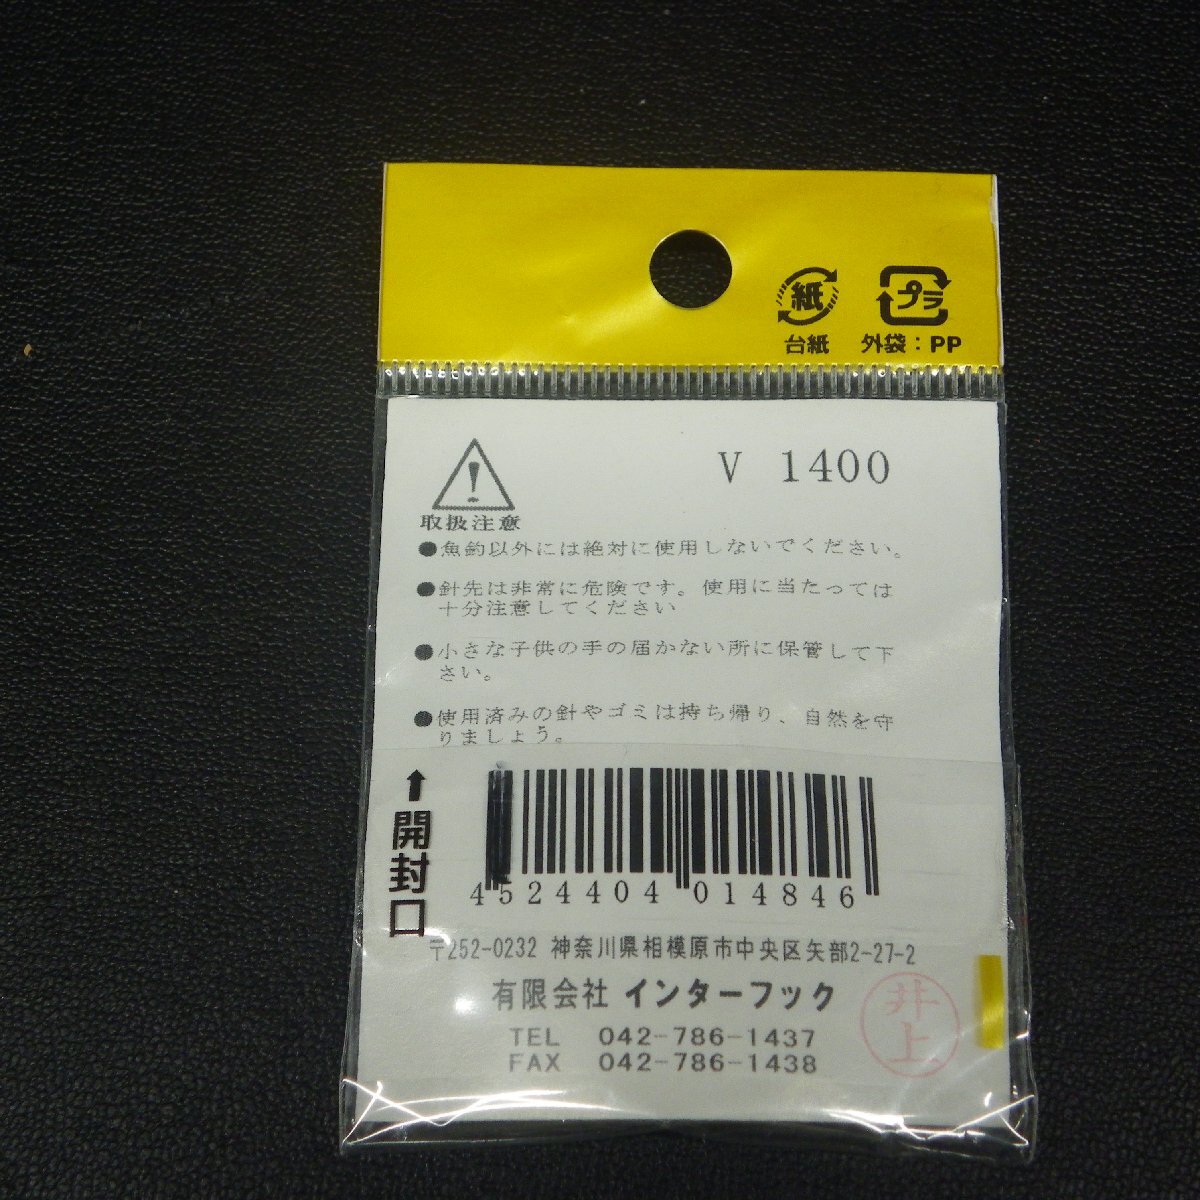 紙
プラ
台紙 外袋：PP
V 1400
取扱注意
●魚釣以外には絶対に使用しないでください。
●針先は非常に危険です。使用に当たっては
十分注意してください
●小さな子供の手の届かない所に保管して下
さい。
●使用済みの針やゴミは持ち帰り、自然を守
りましょう。
↑開封口
4524404014846
〒252-0232 神奈川県相模原市中央区矢部2-27-2
有限会社 インターフック
TEL 042-786-1437
FAX 042-786-1438
井上